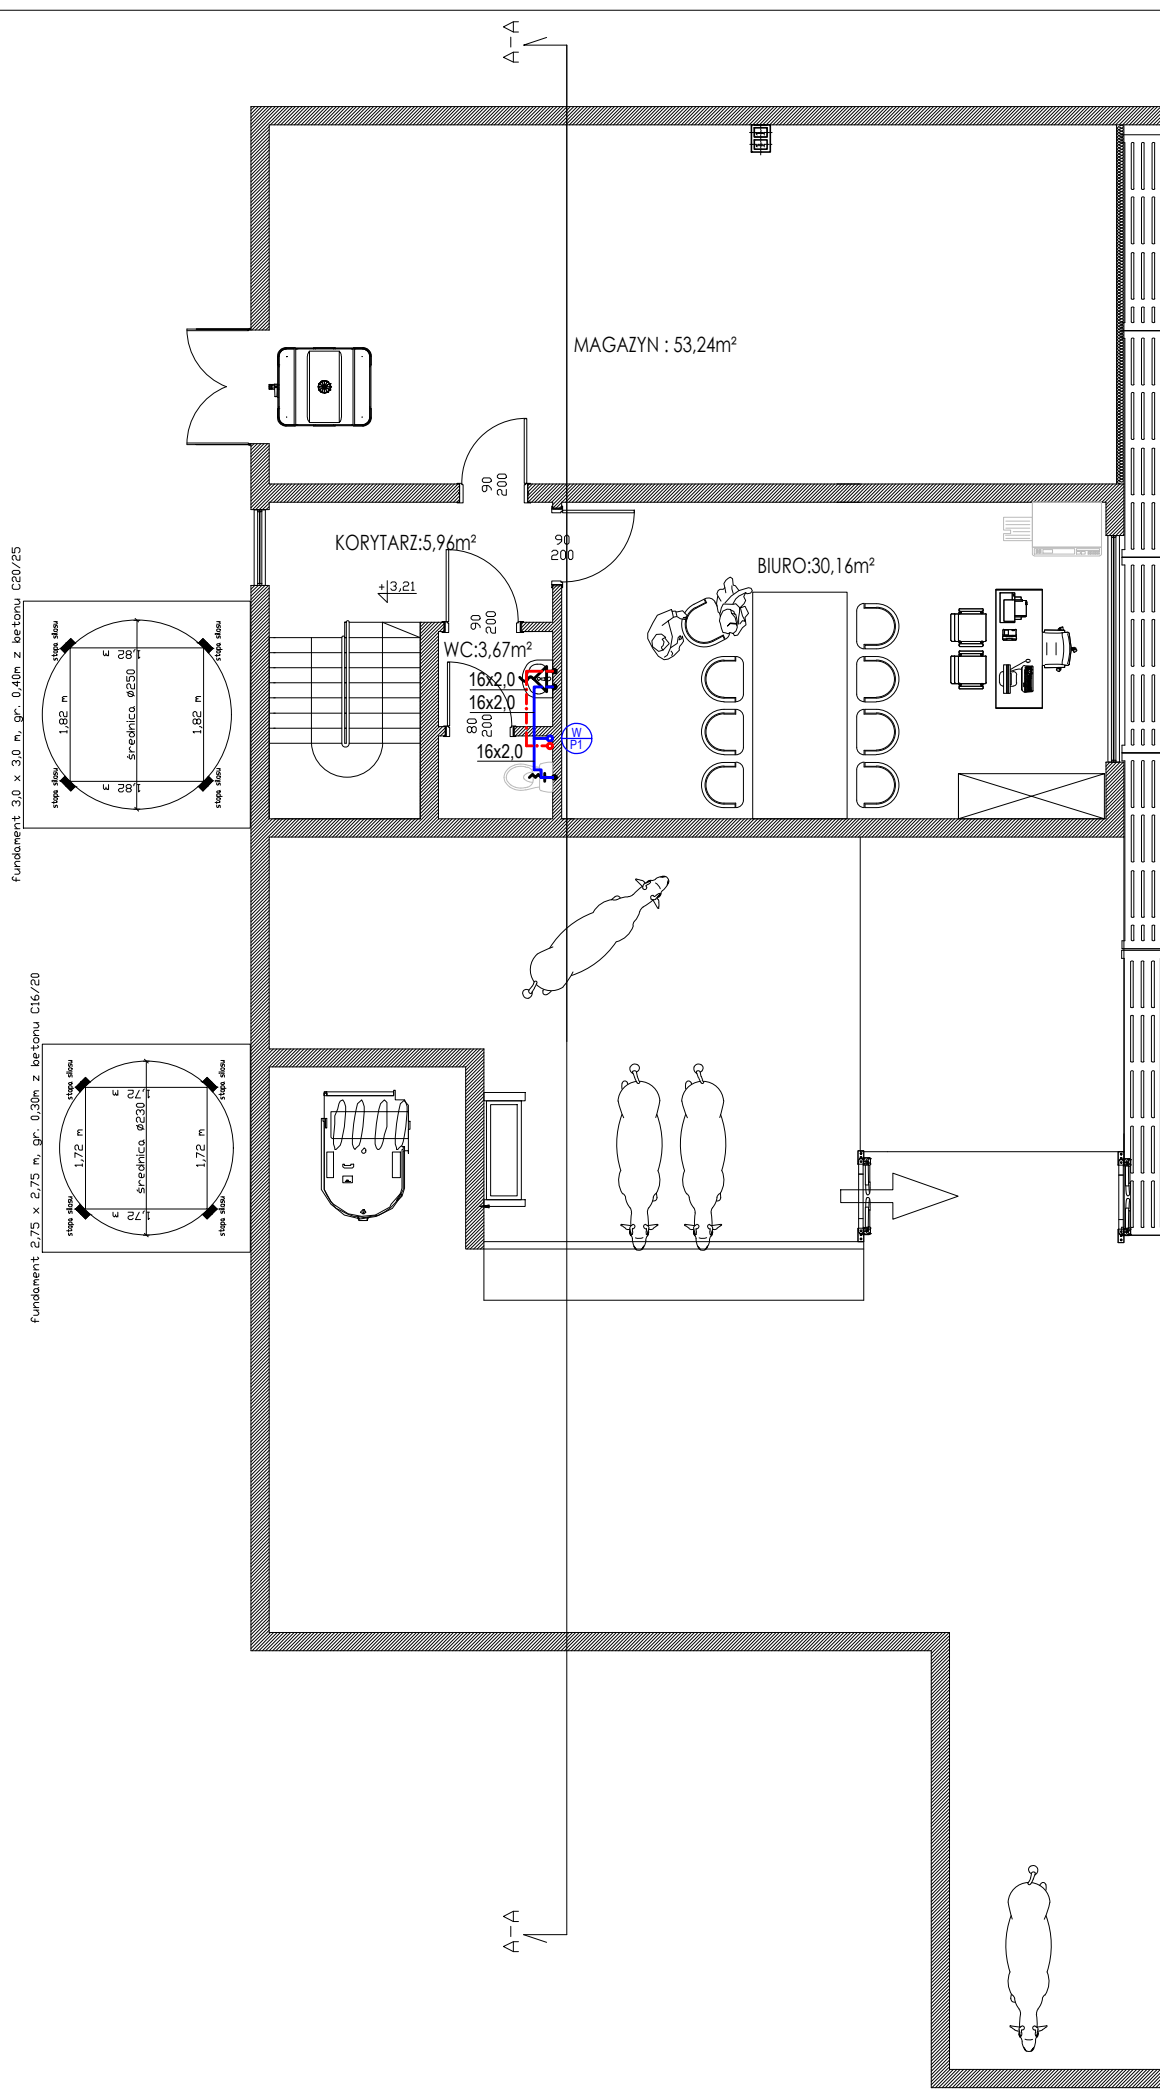 A-A
MAGAZYN : 53,24m²
90
200
KORYTARZ:5,96m²
90
200
BIURO:30,16m²
+3,21
90
200
WC:3,67m²
16x2,0
16x2,0
80
200
16x2,0
W
P1
fundament 3,0 x 3,0 m, gr. 0,40m z betonu C20/25
stopa silosu
stopa silosu
1,82 m
1,82 m
średnica Ø250
1,82 m
1,82 m
stopa silosu
stopa silosu
fundament 2,75 x 2,75 m, gr. 0,30m z betonu C16/20
stopa silosu
stopa silosu
1,72 m
1,72 m
średnica Ø230
1,72 m
1,72 m
stopa silosu
stopa silosu
A-A